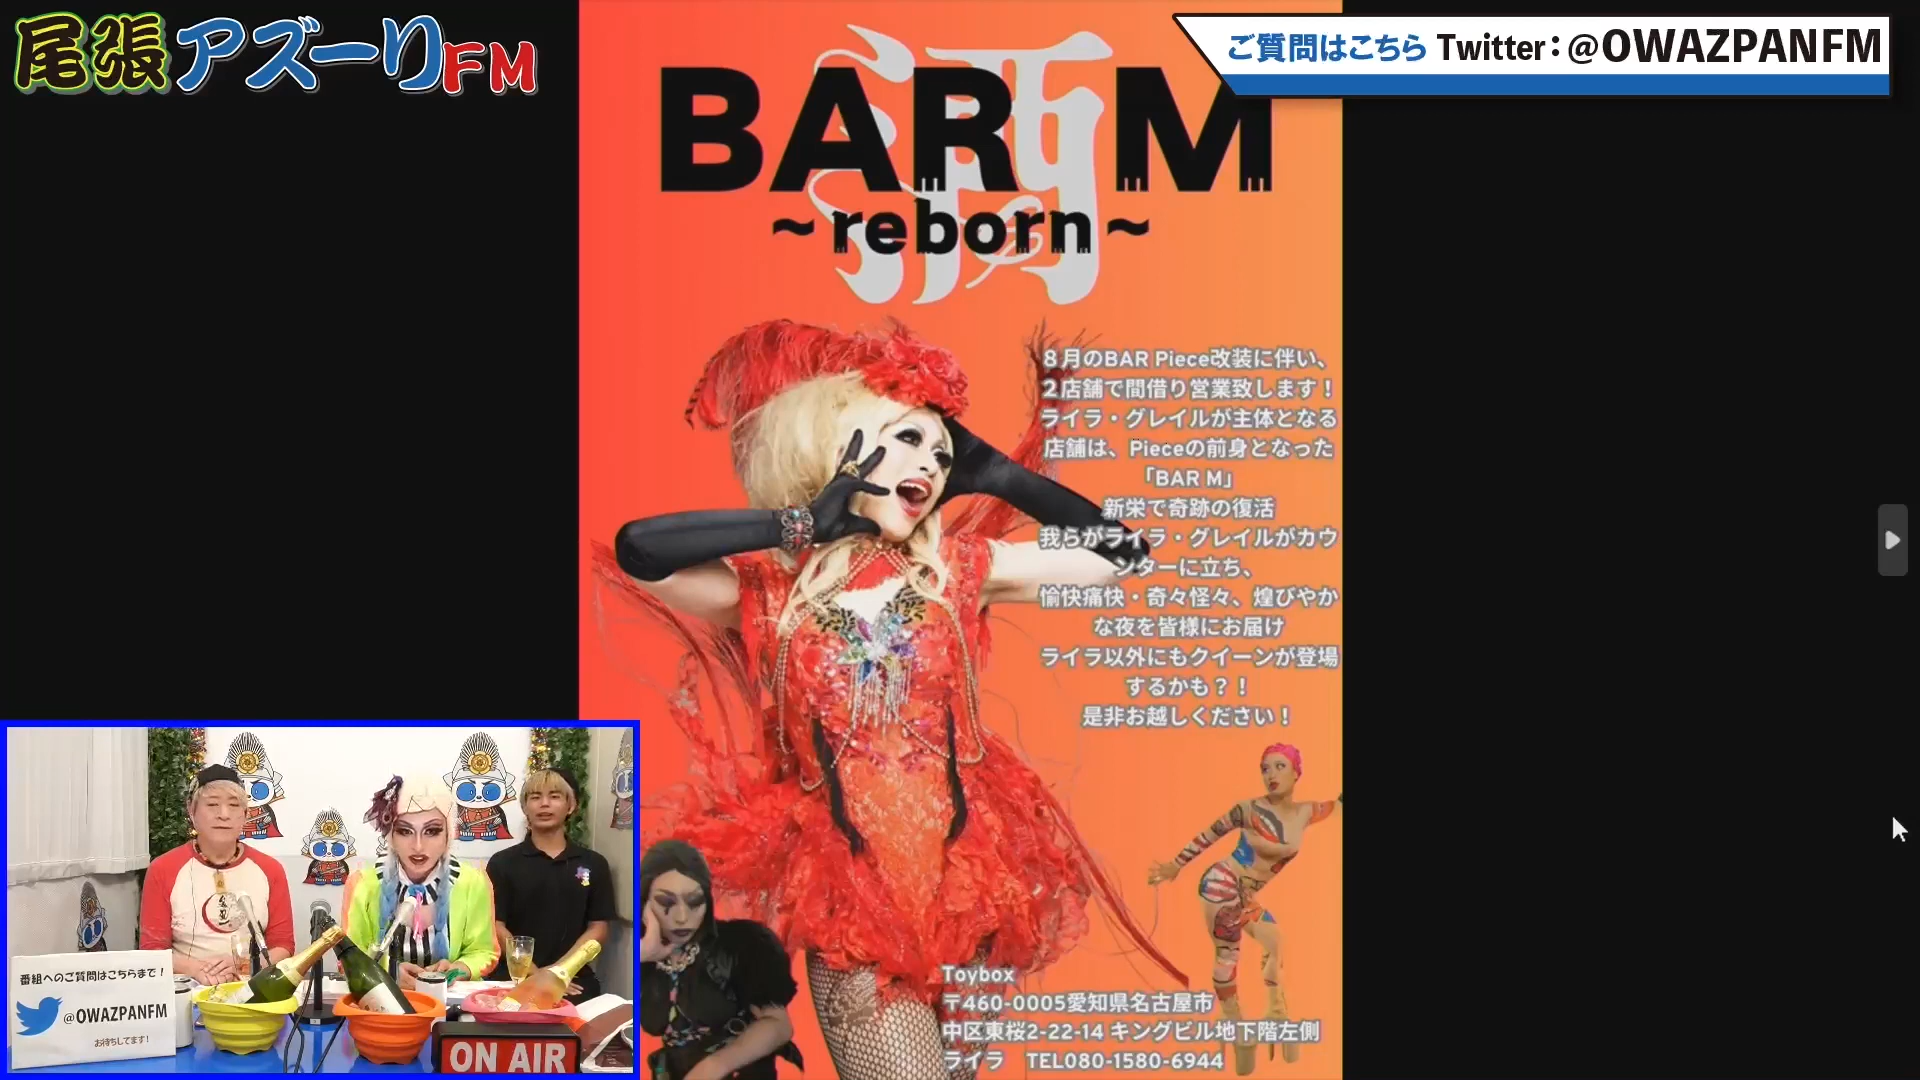 尾張アズーりFM
ご質問はこちら Twitter：@OWAZPANFM
BAR M
~reborn~
８月のBAR Piece改装に伴い、
２店舗で間借り営業致します！
ライラ・グレイルが主体となる
店舗は、Pieceの前身となった
「BAR M」
新栄で奇跡の復活
我らがライラ・グレイルがカウ
ンターに立ち、
愉快痛快・奇々怪々、煌びやか
な夜を皆様にお届け
ライラ以外にもクイーンが登場
するかも？！
是非お越しください！
Toybox
〒460-0005愛知県名古屋市
中区東桜2-22-14 キングビル地下階左側
ライラ　TEL080-1580-6944
番組へのご質問はこちらまで！
@OWAZPANFM
お待ちしてます！
ON AIR